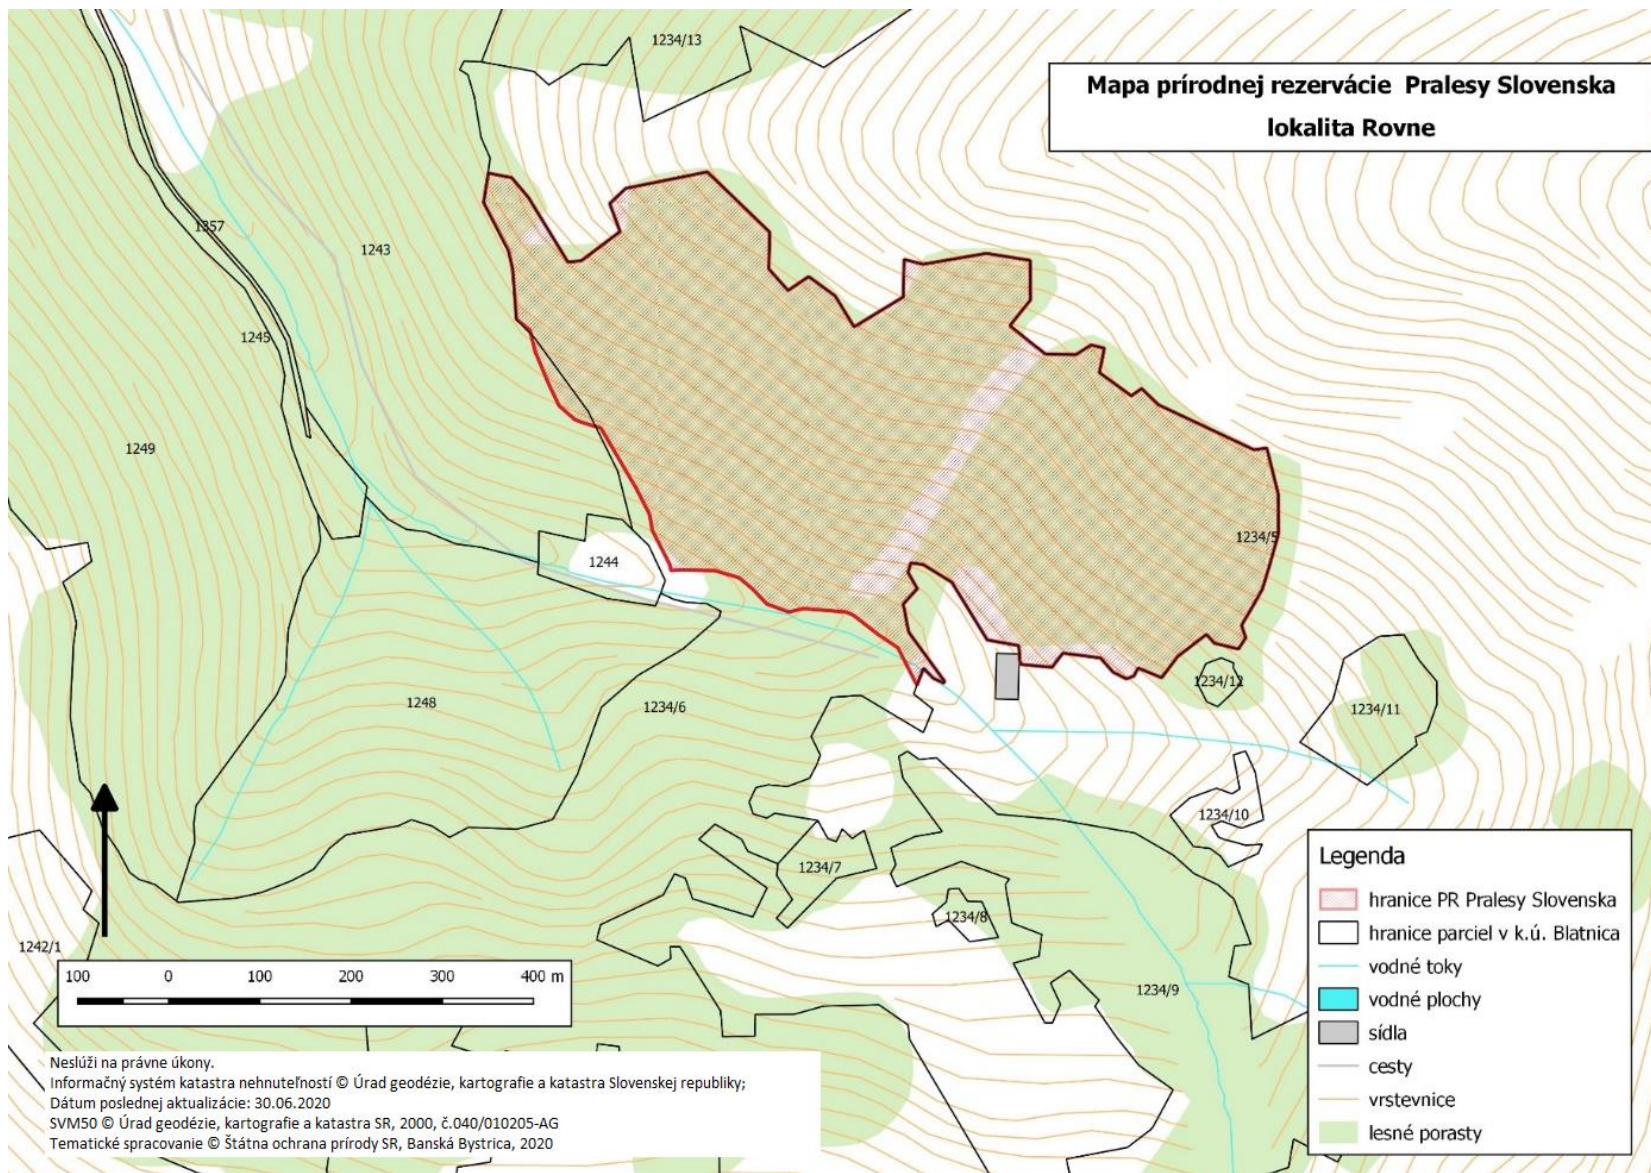 1234/13
Mapa prírodnej rezervácie Pralesy Slovenska
lokalita Rovne
1357
1243
1245
1249
1234/5
1244
1248
1234/6
1234/12
1234/11
1234/10
1234/7
1234/8
1242/1
1234/9
100 0 100 200 300 400 m
Legenda
hranice PR Pralesy Slovenska
hranice parciel v k.ú. Blatnica
vodné toky
vodné plochy
sídla
cesty
vrstevnice
lesné porasty
Neslúži na právne úkony.
Informačný systém katastra nehnuteľností © Úrad geodézie, kartografie a katastra Slovenskej republiky;
Dátum poslednej aktualizácie: 30.06.2020
SVM50 © Úrad geodézie, kartografie a katastra SR, 2000, č.040/010205-AG
Tematické spracovanie © Štátna ochrana prírody SR, Banská Bystrica, 2020